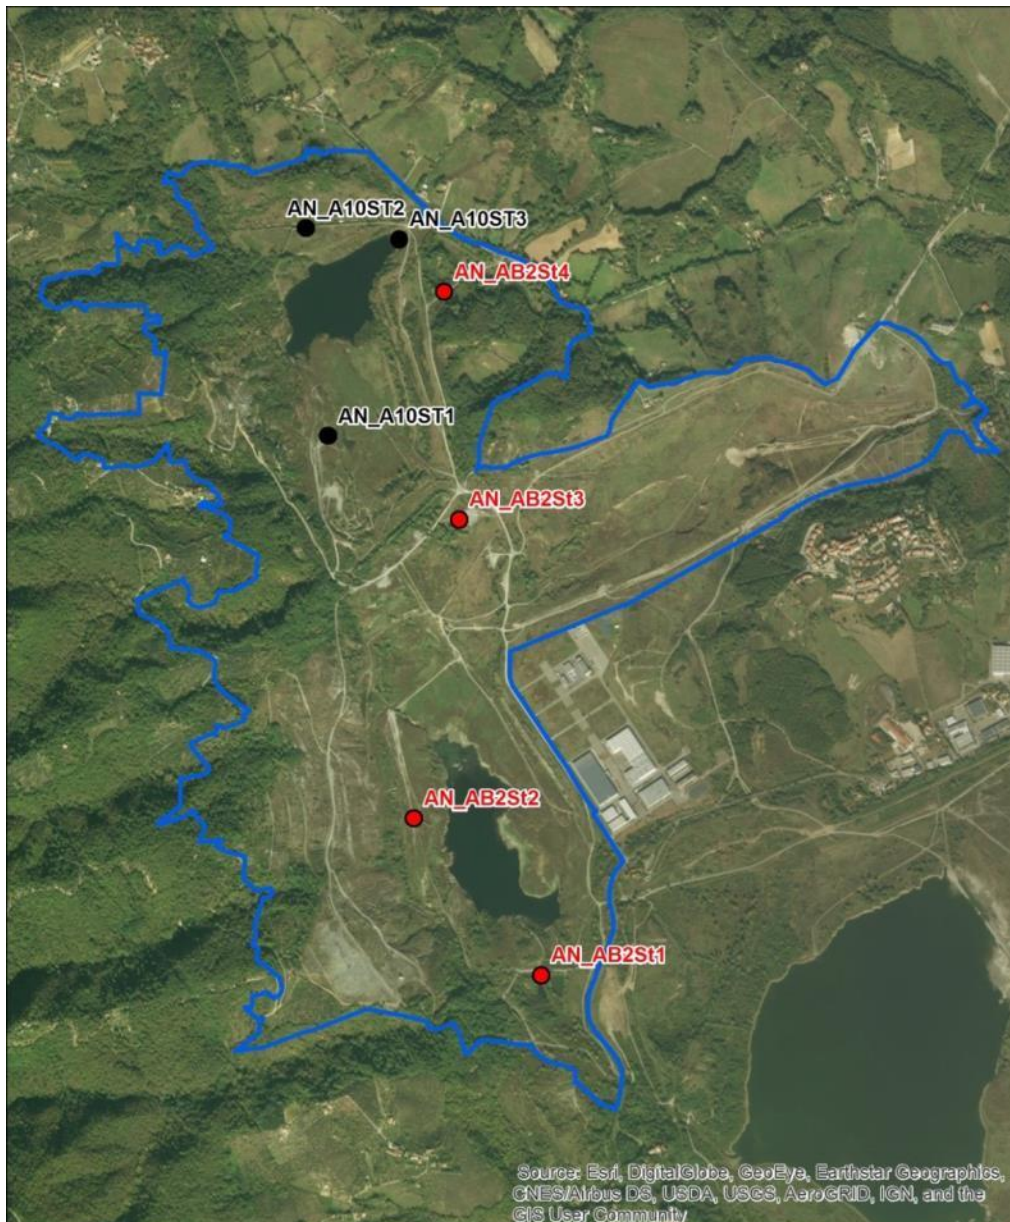 AN_A10ST2
AN_A10ST3
AN_AB2St4
AN_A10ST1
AN_AB2St3
AN_AB2St2
AN_AB2St1
Source: Esri, DigitalGlobe, GeoEye, Earthstar Geographics,
CNES/Airbus DS, USDA, USGS, AeroGRID, IGN, and the
GIS User Community